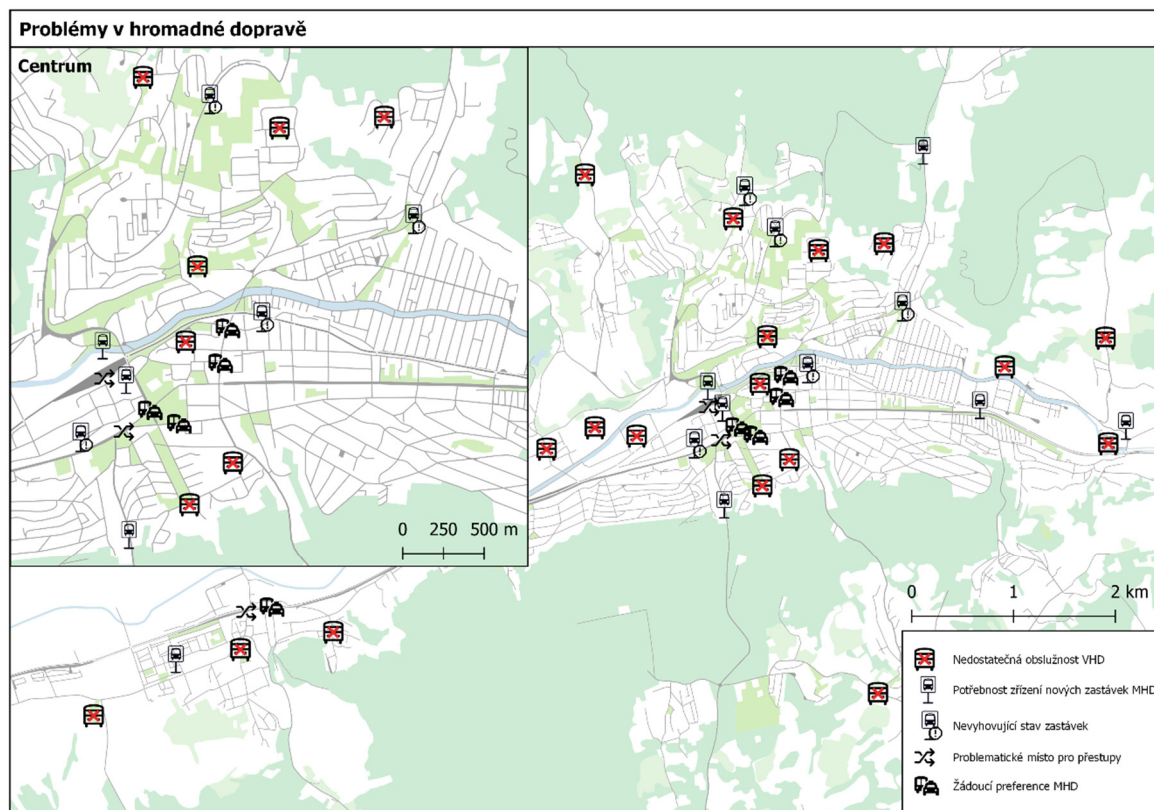 Problémy v hromadné dopravě
Centrum
0 250 500 m
0 1 2 km
Nedostatečná obslužnost VHD
Potřebnost zřízení nových zastávek MHD
Nevyhovující stav zastávek
Problematické místo pro přestupy
Žádoucí preference MHD